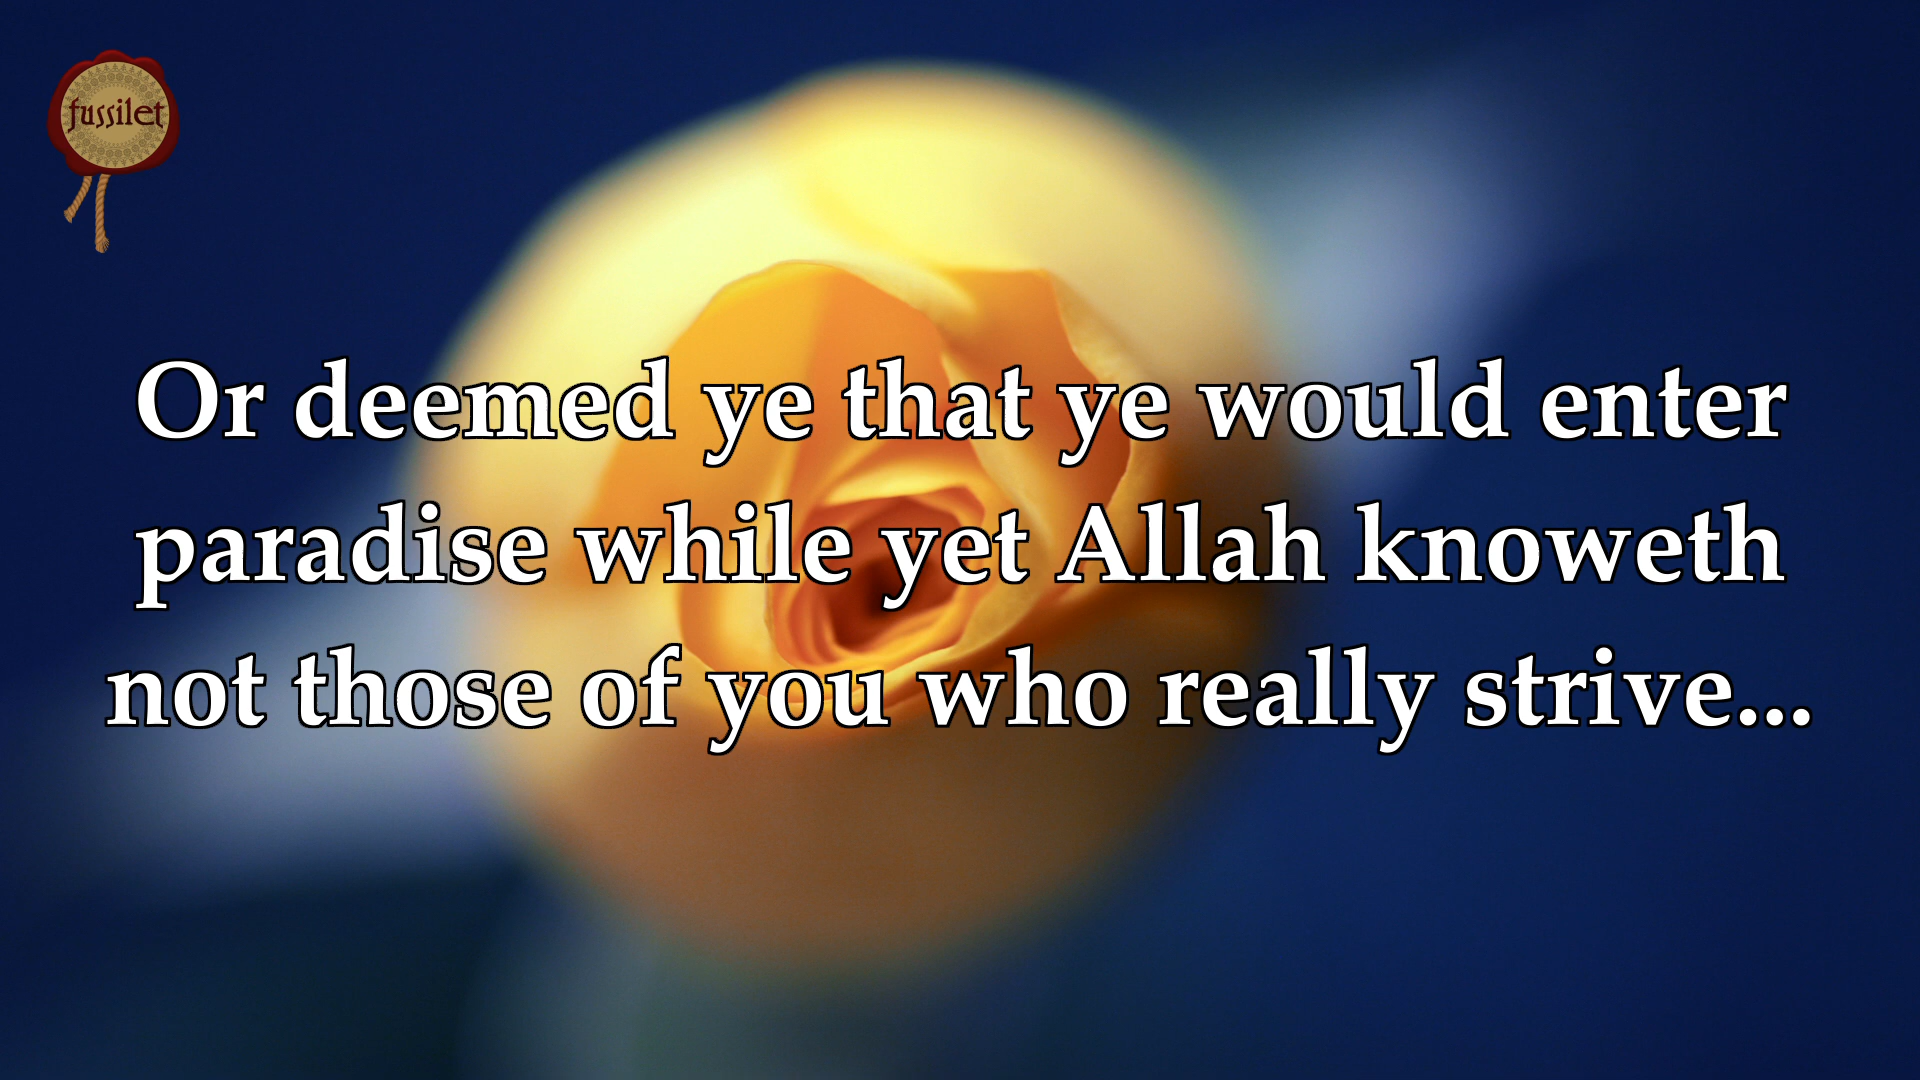 fussilet
Or deemed ye that ye would enter
paradise while yet Allah knoweth
not those of you who really strive...